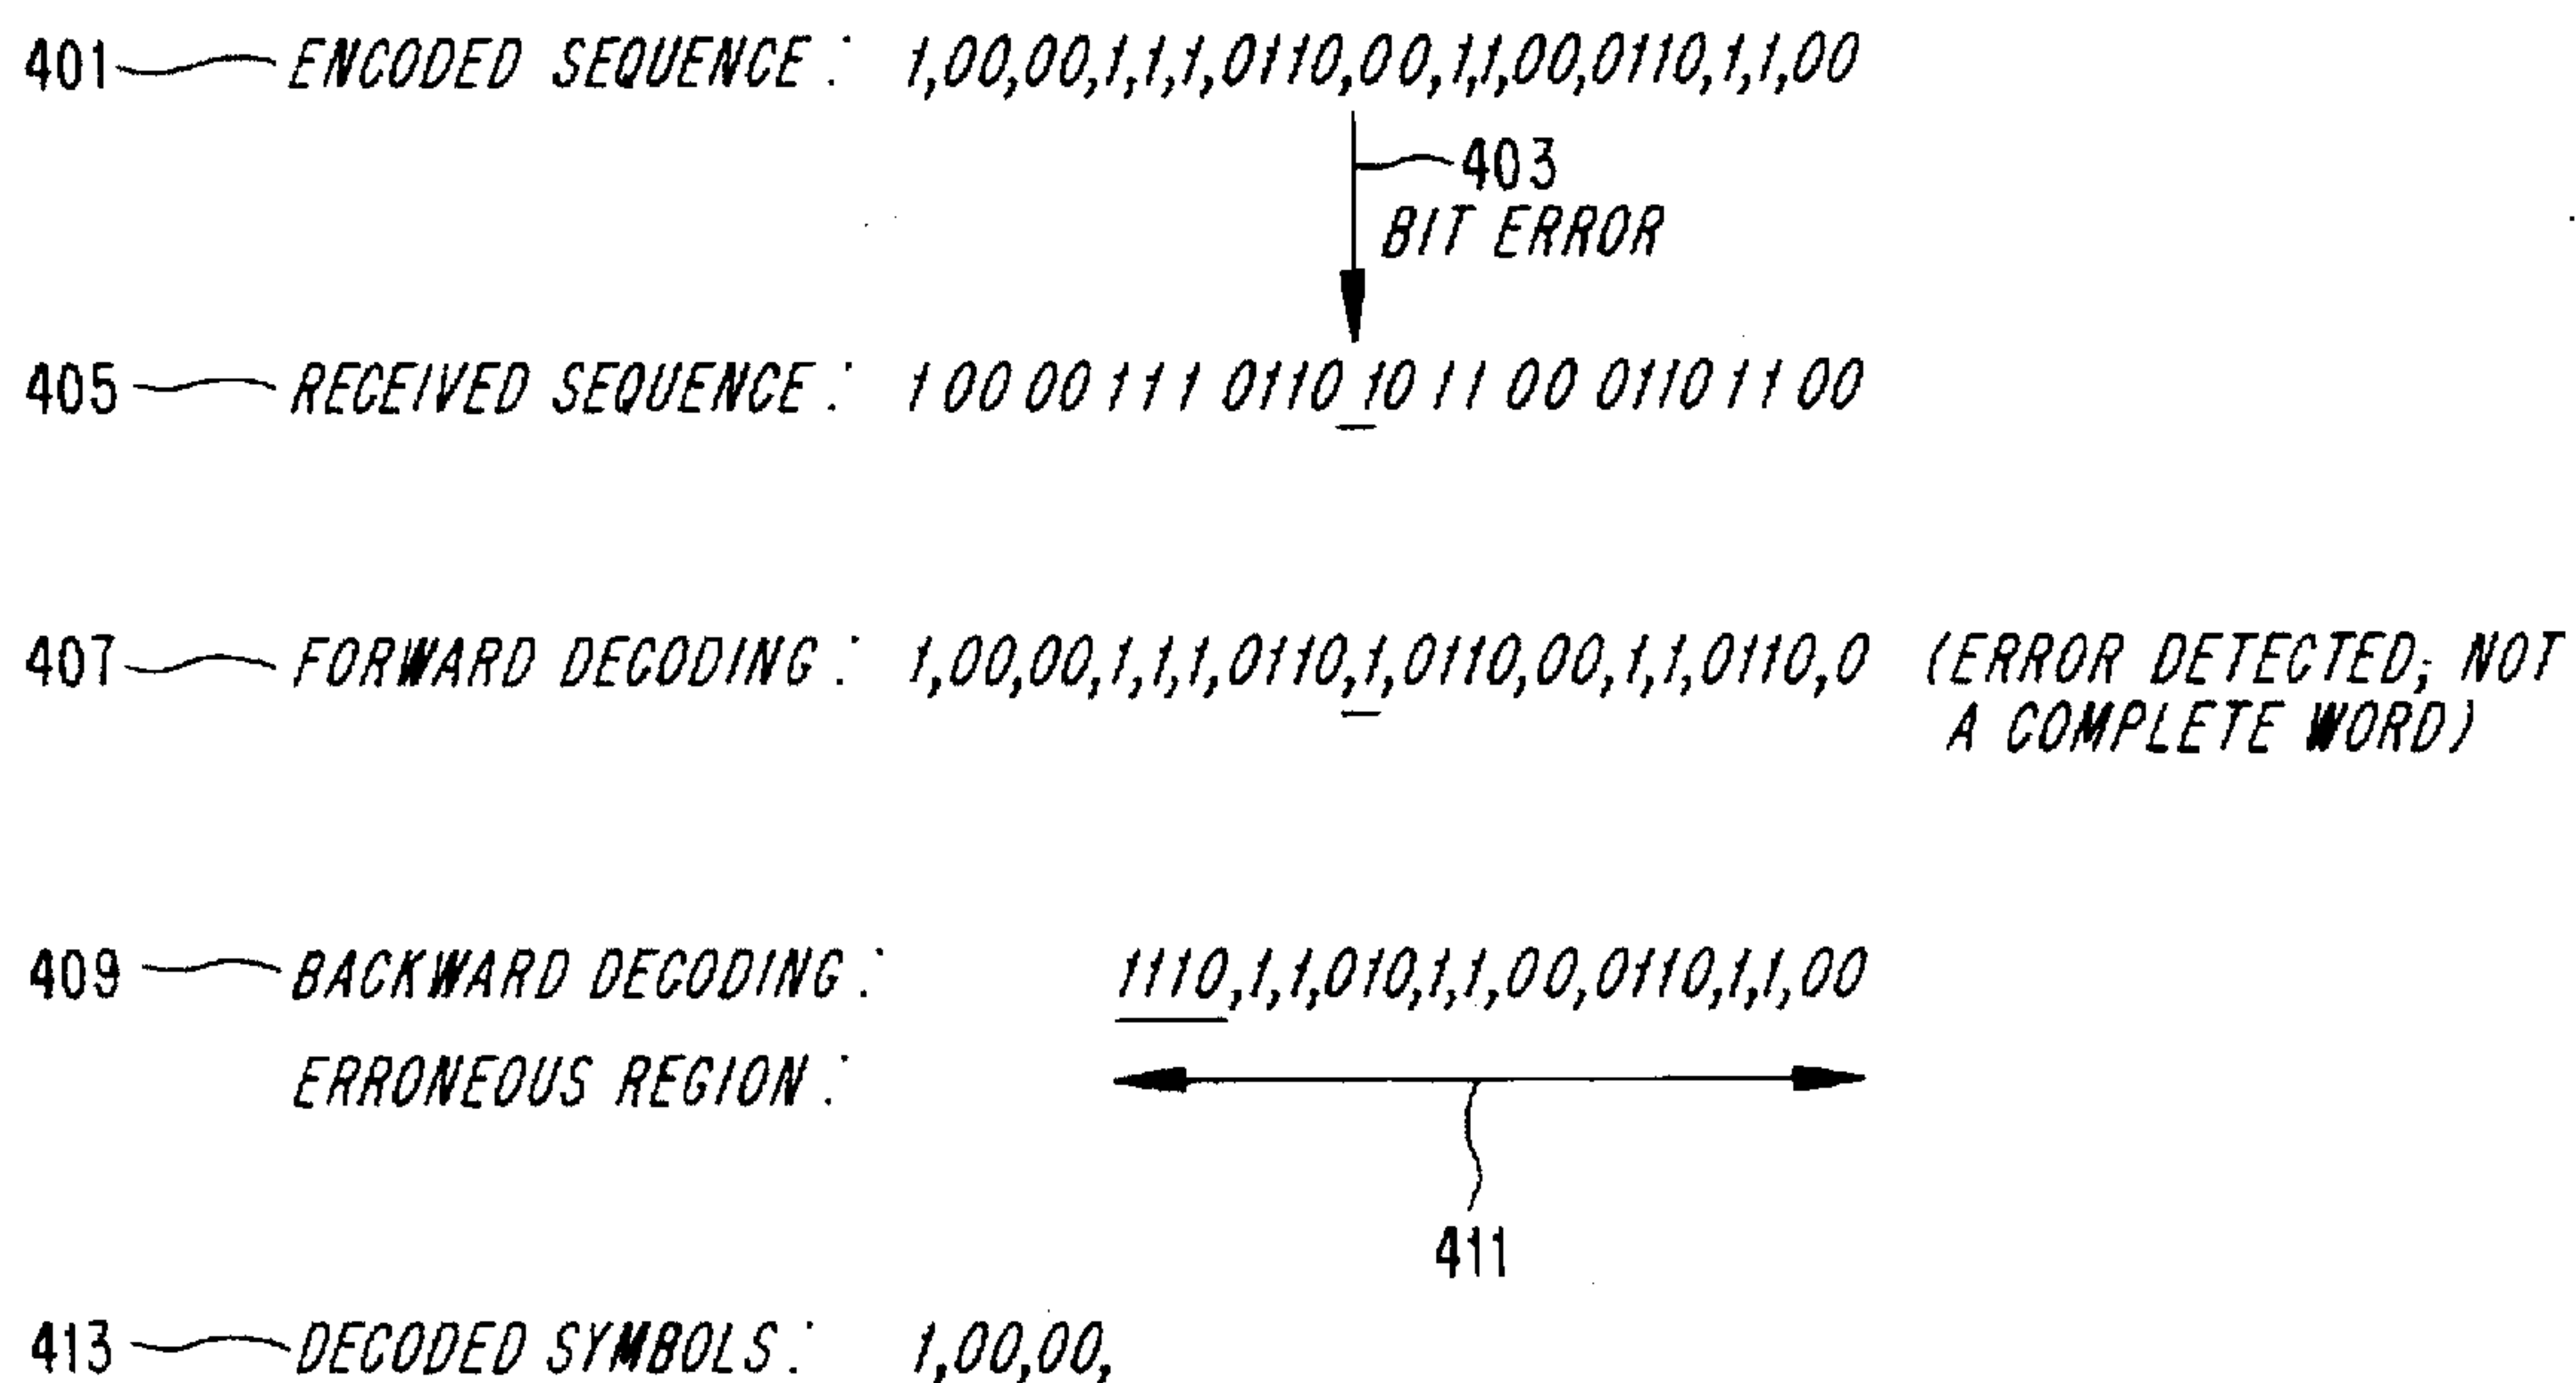 401 ENCODED SEQUENCE: 1,00,00,1,1,1,0110,00,1,1,00,0110,1,1,00
403
BIT ERROR
405 RECEIVED SEQUENCE: 1 00 00 1 1 1 0110 10 1 1 00 0110 1 1 00
407 FORWARD DECODING: 1,00,00,1,1,1,0110,1,0110,00,1,1,0110,0 (ERROR DETECTED; NOT
A COMPLETE WORD)
409 BACKWARD DECODING: 1110,1,1,010,1,1,00,0110,1,1,00
ERRONEOUS REGION:
411
413 DECODED SYMBOLS: 1,00,00,